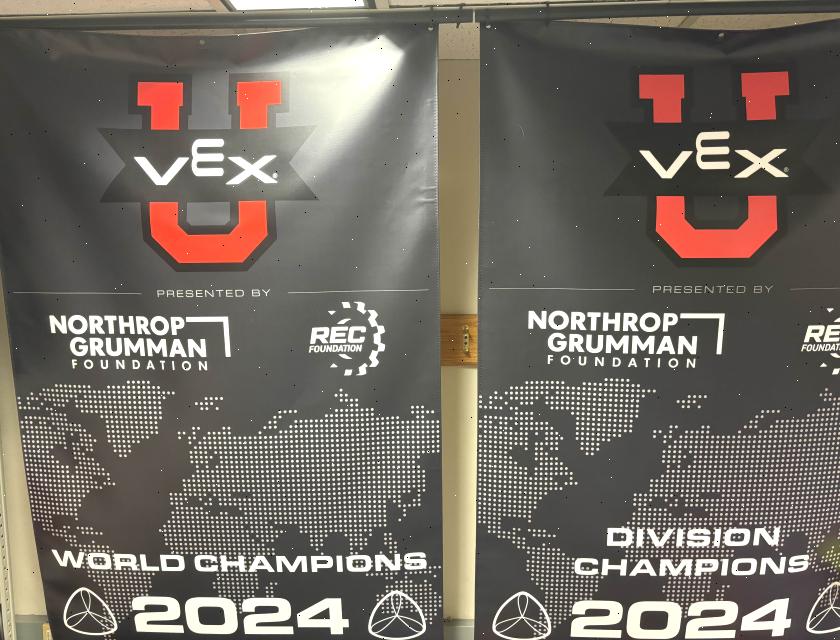 U
VEX
PRESENTED BY
NORTHROP
GRUMMAN
FOUNDATION
REC
FOUNDATION
WORLD CHAMPIONS
2024
U
VEX
PRESENTED BY
NORTHROP
GRUMMAN
FOUNDATION
DIVISION
CHAMPIONS
2024